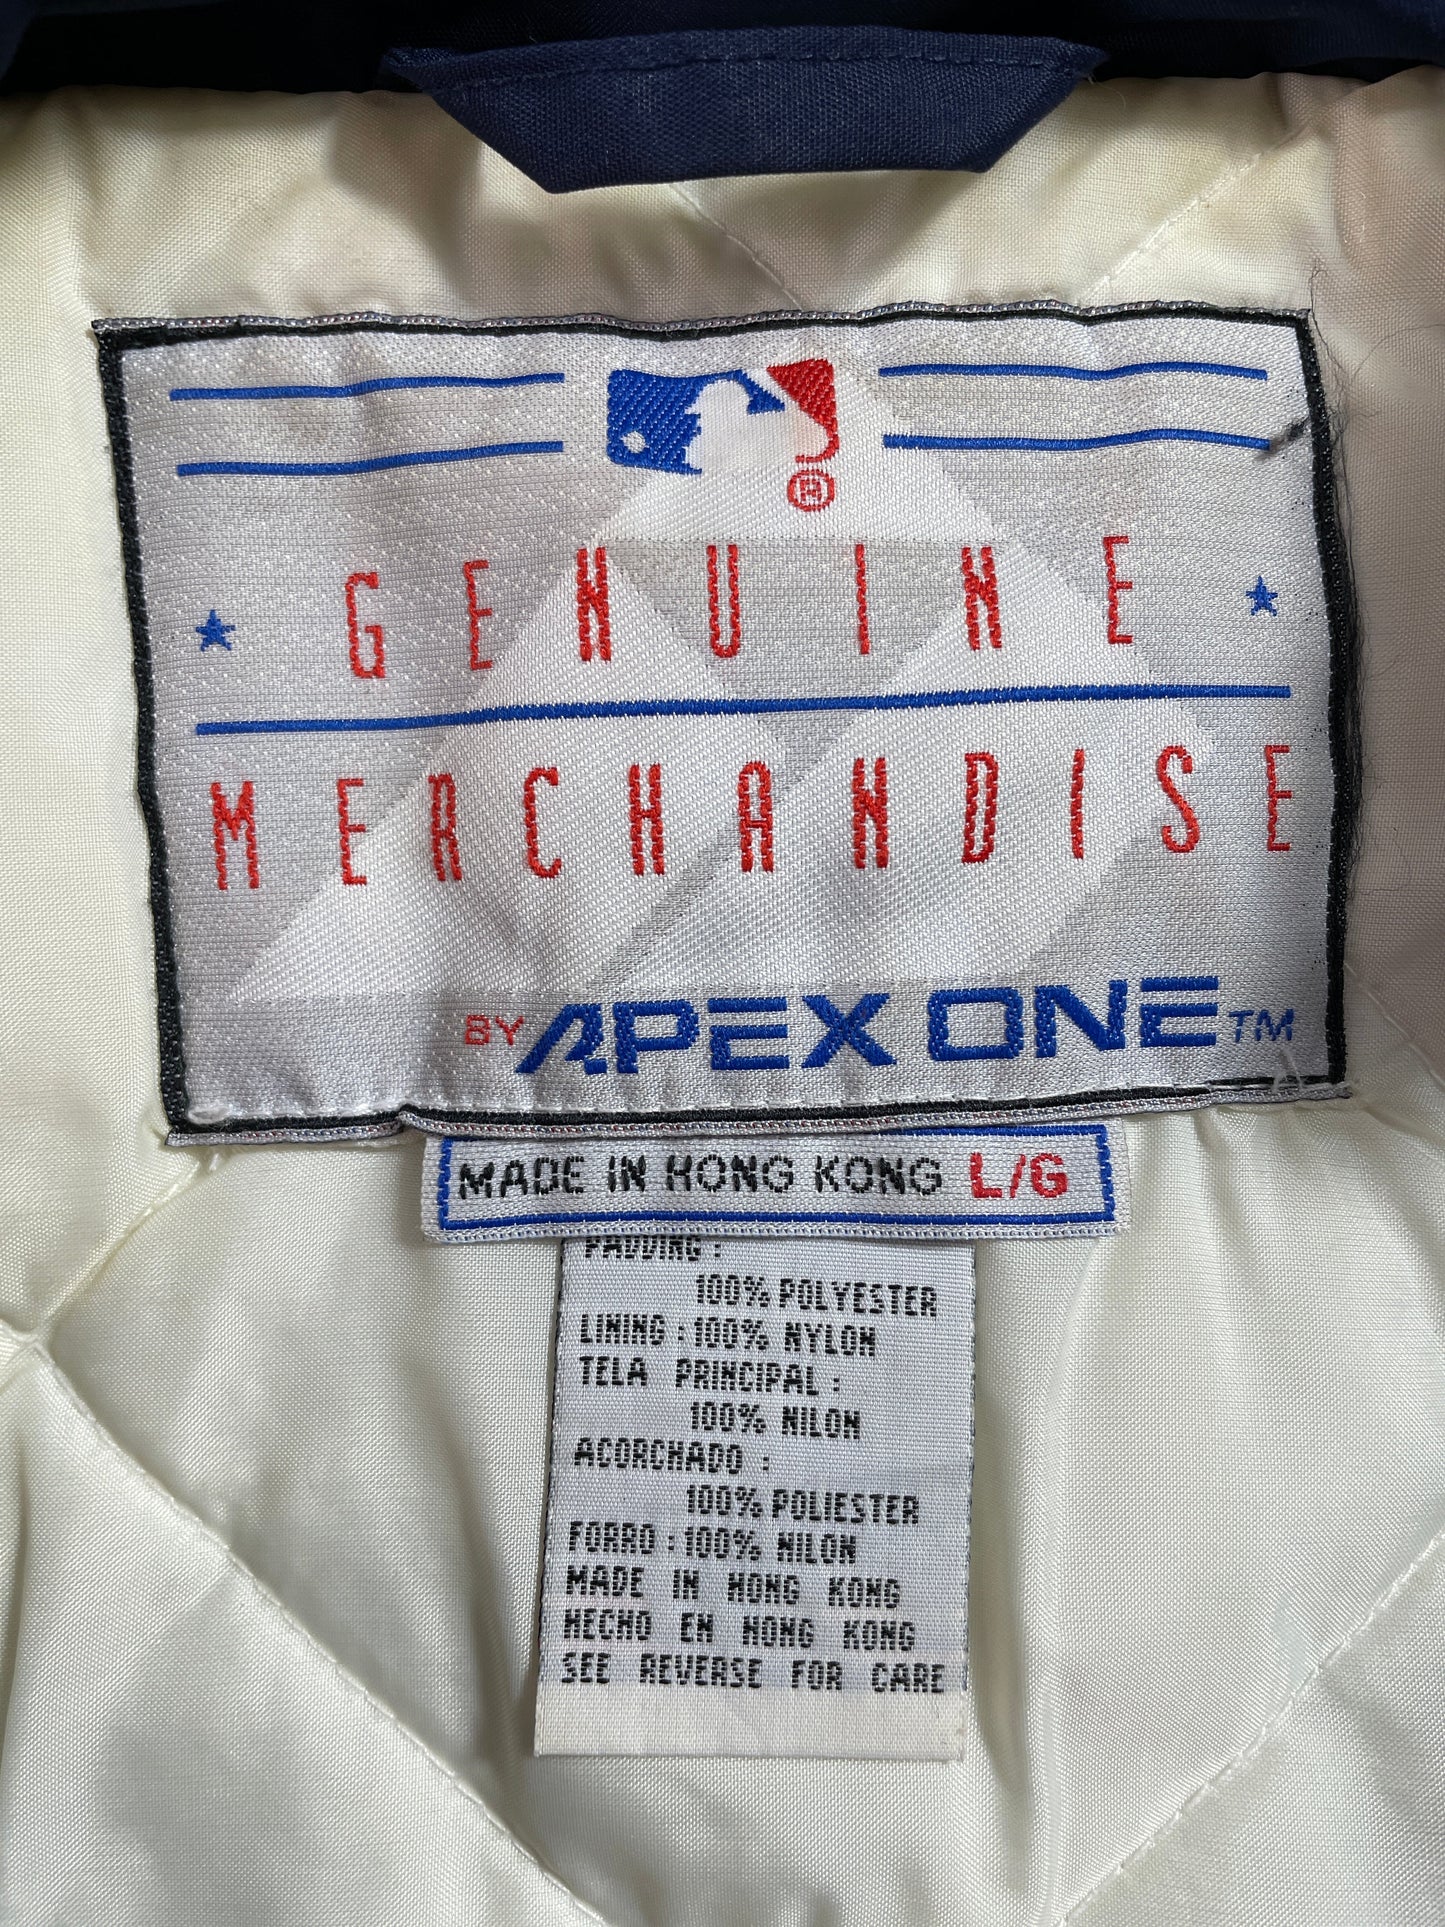 ®
GENUINE
MERCHANDISE
BY APEX ONE TM
MADE IN HONG KONG L/G
PADDING :
100% POLYESTER
LINING : 100% NYLON
TELA PRINCIPAL :
100% NILON
ACORCHADO :
100% POLIESTER
FORRO : 100% NILON
MADE IN HONG KONG
HECHO EN HONG KONG
SEE REVERSE FOR CARE